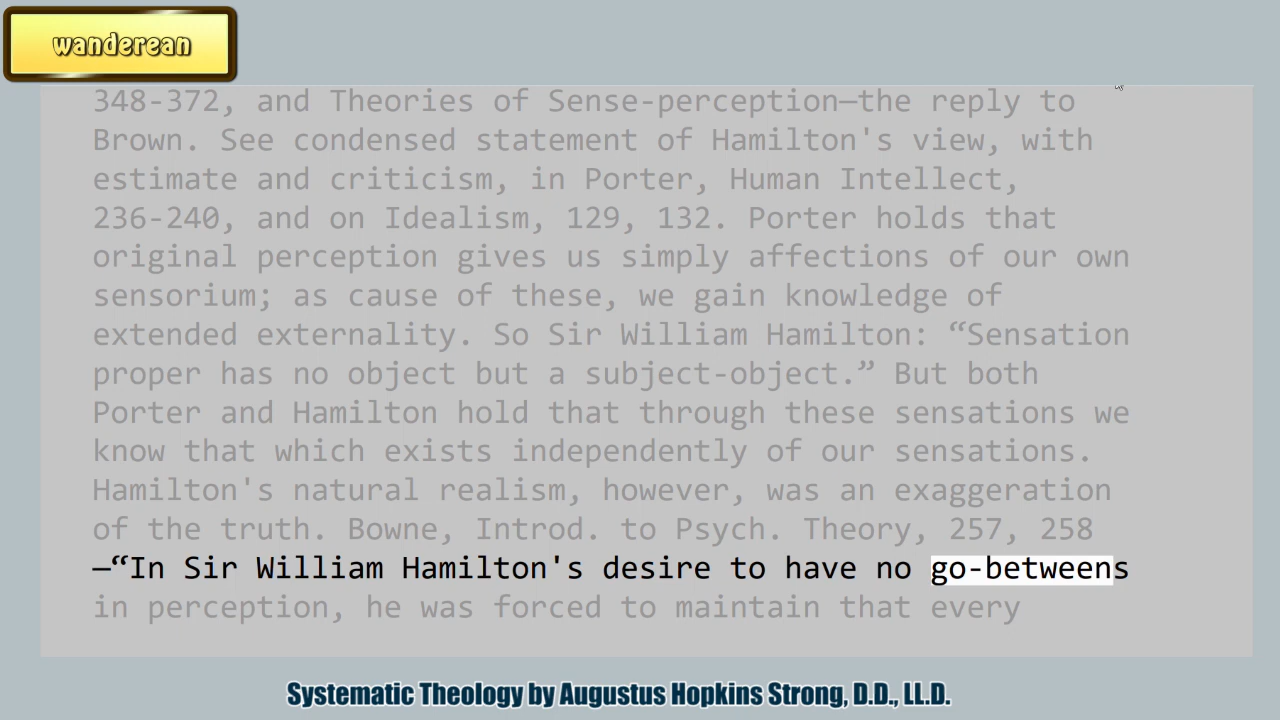 wanderean
348-372, and Theories of Sense-perception—the reply to
Brown. See condensed statement of Hamilton's view, with
estimate and criticism, in Porter, Human Intellect,
236-240, and on Idealism, 129, 132. Porter holds that
original perception gives us simply affections of our own
sensorium; as cause of these, we gain knowledge of
extended externality. So Sir William Hamilton: “Sensation
proper has no object but a subject-object.” But both
Porter and Hamilton hold that through these sensations we
know that which exists independently of our sensations.
Hamilton's natural realism, however, was an exaggeration
of the truth. Bowne, Introd. to Psych. Theory, 257, 258
—“In Sir William Hamilton's desire to have no go-betweens
in perception, he was forced to maintain that every
Systematic Theology by Augustus Hopkins Strong, D.D., LL.D.